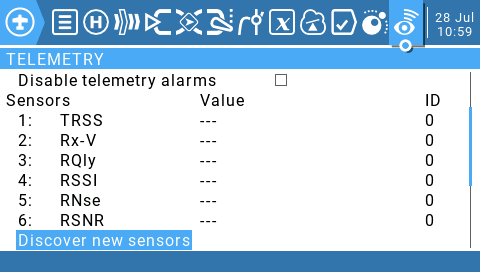 28 Jul
10:59
TELEMETRY
Disable telemetry alarms
Sensors Value ID
1: TRSS --- 0
2: Rx-V --- 0
3: RQly --- 0
4: RSSI --- 0
5: RNse --- 0
6: RSNR --- 0
Discover new sensors